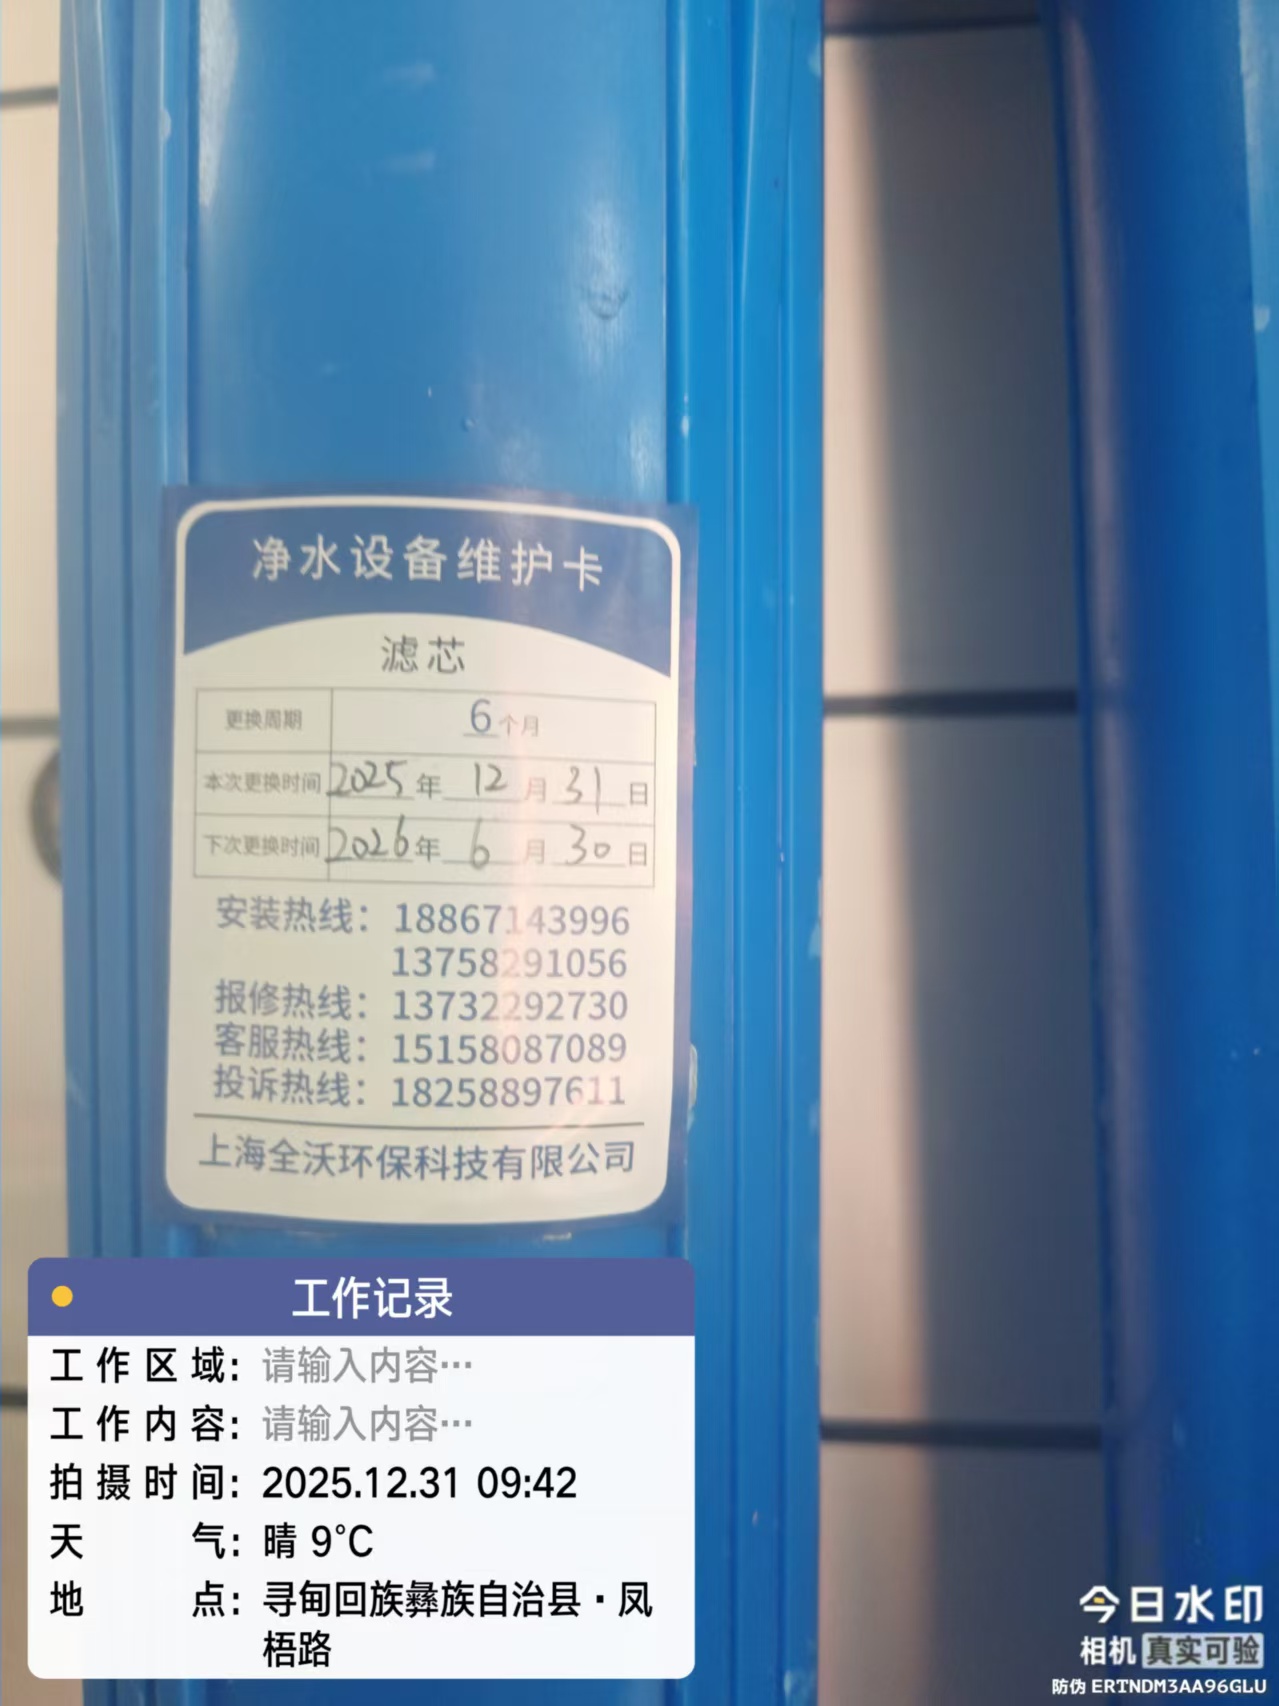 净水设备维护卡
滤芯
更换周期 6个月
本次更换时间 2025年 12月 31日
下次更换时间 2026年 6月 30日
安装热线：18867143996
13758291056
报修热线：13732292730
客服热线：15158087089
投诉热线：18258897611
上海全沃环保科技有限公司
工作记录
工作区域：请输入内容…
工作内容：请输入内容…
拍摄时间：2025.12.31 09:42
天气：晴 9℃
地点：寻甸回族彝族自治县·凤
梧路
今日水印
相机 真实可验
防伪 ERTNDM3AA96GLU